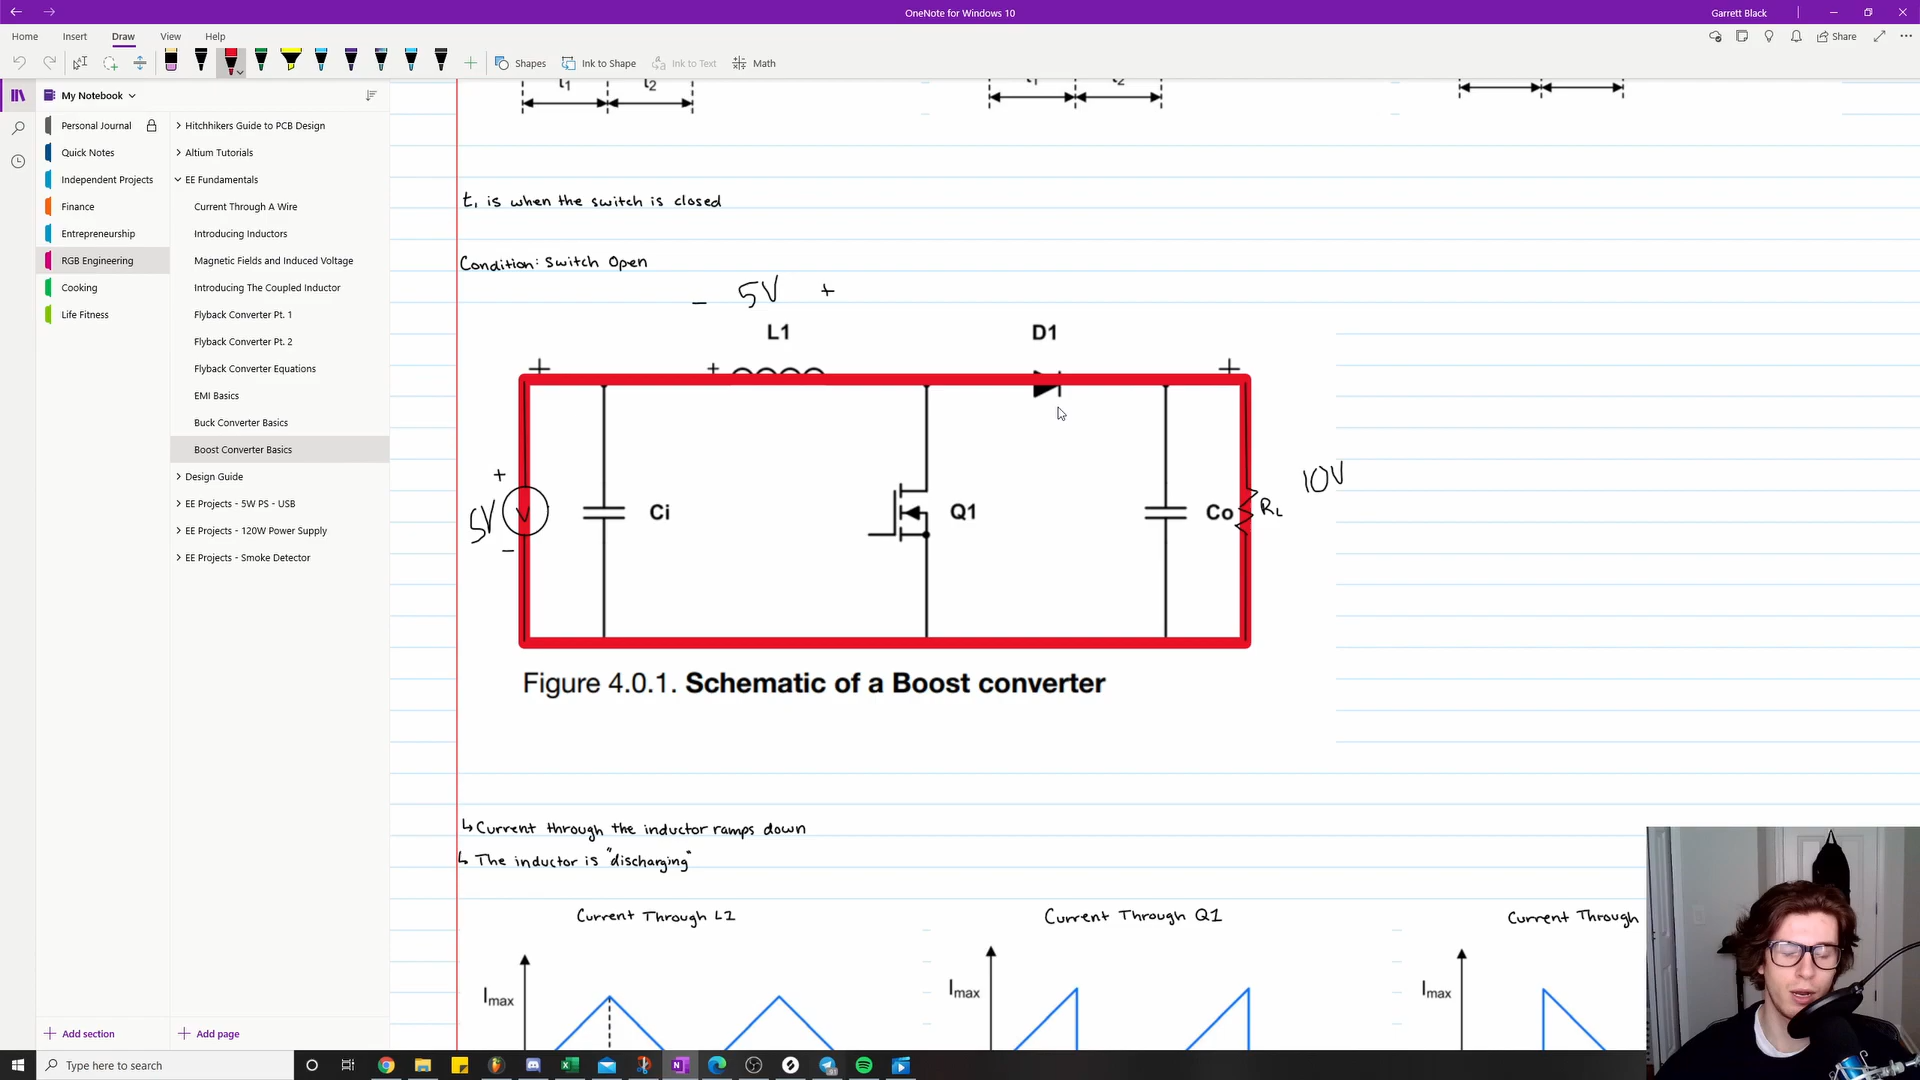 OneNote for Windows 10
Garrett Black
Home
Insert
Draw
View
Help
Share
Shapes
Ink to Shape
Ink to Text
Math
My Notebook
Personal Journal
Quick Notes
Independent Projects
Finance
Entrepreneurship
RGB Engineering
Cooking
Life Fitness
Hitchhikers Guide to PCB Design
Altium Tutorials
EE Fundamentals
Current Through A Wire
Introducing Inductors
Magnetic Fields and Induced Voltage
Introducing The Coupled Inductor
Flyback Converter Pt. 1
Flyback Converter Pt. 2
Flyback Converter Equations
EMI Basics
Buck Converter Basics
Boost Converter Basics
Design Guide
EE Projects - 5W PS - USB
EE Projects - 120W Power Supply
EE Projects - Smoke Detector
Add section
Add page
t1 t2
t1 t2
t1 is when the switch is closed
Condition: Switch Open
- 5V +
L1
D1
+ + +
+
5V
V
-
Ci
Q1
Co
RL
10V
Figure 4.0.1. Schematic of a Boost converter
↳ Current through the inductor ramps down
↳ The inductor is "discharging"
Current Through L1
Current Through Q1
Current Through
Imax
Imax
Imax
Type here to search